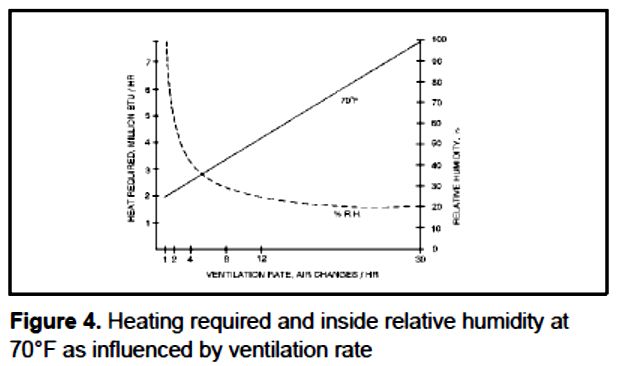 HEAT REQUIRED, MILLION BTU / HR
7
6
5
4
3
2
1
100
90
80
70
60
50
40
30
20
10
0
RELATIVE HUMIDITY,
70°F
% R.H.
1 2 4 8 12 30
VENTILATION RATE, AIR CHANGES / HR
Figure 4. Heating required and inside relative humidity at
70°F as influenced by ventilation rate